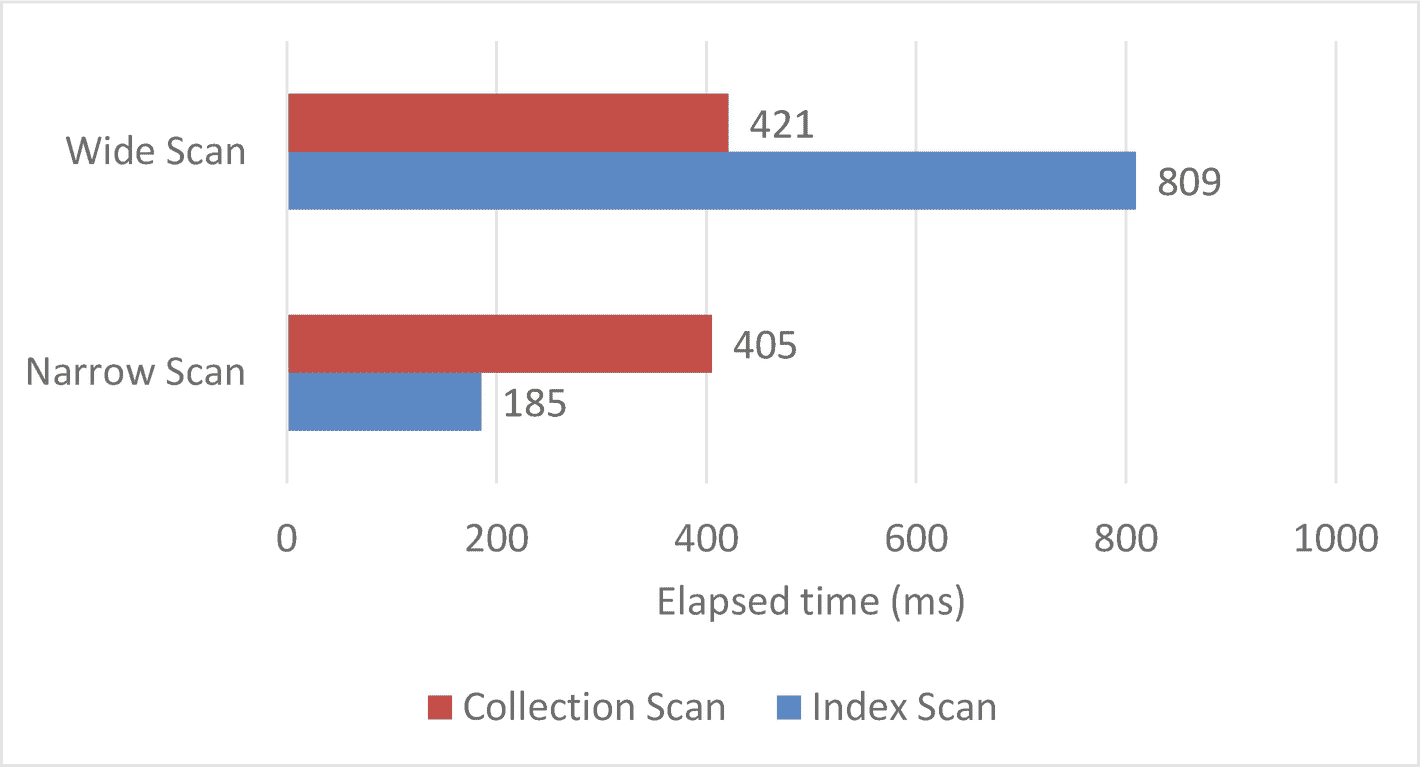 Wide Scan
421
809
Narrow Scan
405
185
0 200 400 600 800 1000
Elapsed time (ms)
Collection Scan Index Scan